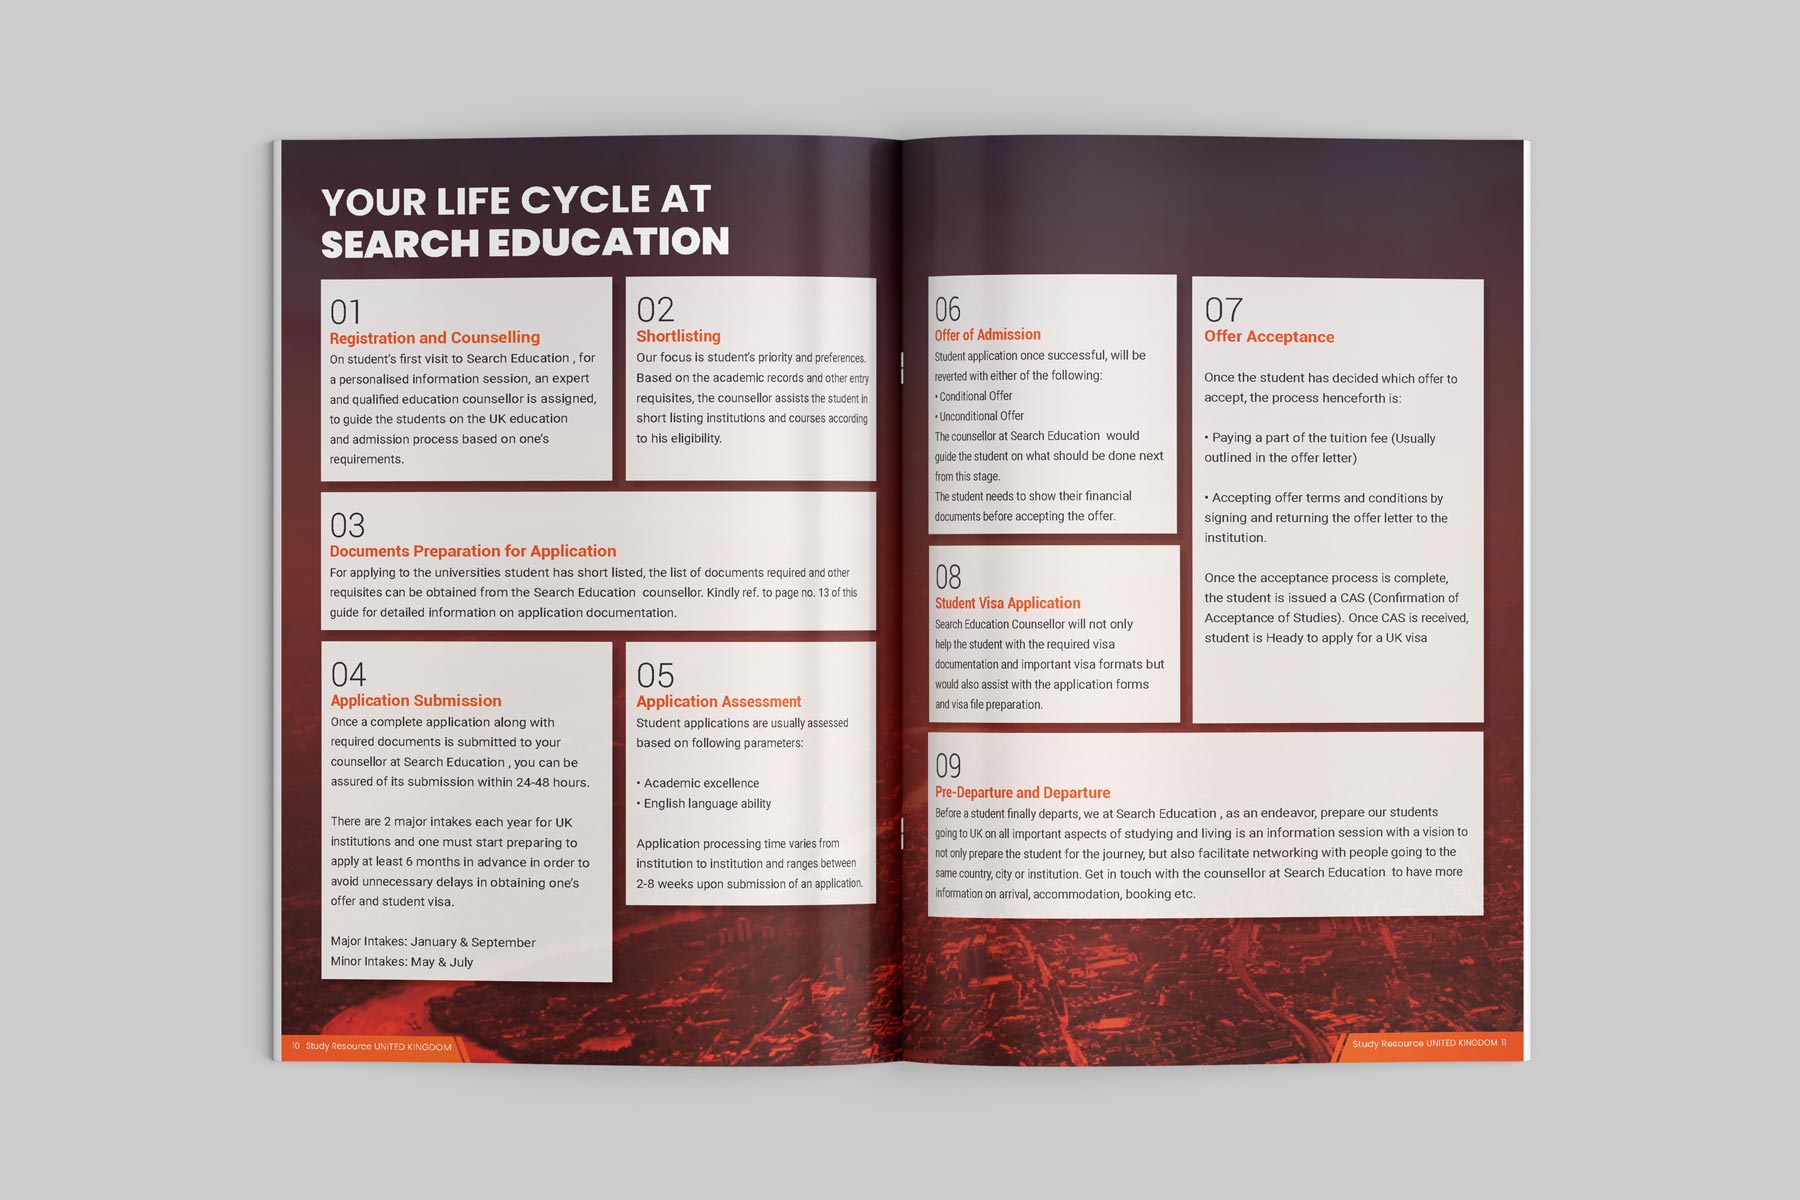 YOUR LIFE CYCLE AT
SEARCH EDUCATION
01
Registration and Counselling
On student's first visit to Search Education , for
a personalised information session, an expert
and qualified education counsellor is assigned,
to guide the students on the UK education
and admission process based on one's
requirements.
02
Shortlisting
Our focus is student's priority and preferences.
Based on the academic records and other entry
requisites, the counsellor assists the student in
short listing institutions and courses according
to his eligibility.
03
Documents Preparation for Application
For applying to the universities student has short listed, the list of documents required and other
requisites can be obtained from the Search Education counsellor. Kindly ref. to page no. 13 of this
guide for detailed information on application documentation.
04
Application Submission
Once a complete application along with
required documents is submitted to your
counsellor at Search Education , you can be
assured of its submission within 24-48 hours.
There are 2 major intakes each year for UK
institutions and one must start preparing to
apply at least 6 months in advance in order to
avoid unnecessary delays in obtaining one's
offer and student visa.
Major Intakes: January & September
Minor Intakes: May & July
05
Application Assessment
Student applications are usually assessed
based on following parameters:
• Academic excellence
• English language ability
Application processing time varies from
institution to institution and ranges between
2-8 weeks upon submission of an application.
10 Study Resource UNITED KINGDOM
06
Offer of Admission
Student application once successful, will be
reverted with either of the following:
• Conditional Offer
• Unconditional Offer
The counsellor at Search Education would
guide the student on what should be done next
from this stage.
The student needs to show their financial
documents before accepting the offer.
07
Offer Acceptance
Once the student has decided which offer to
accept, the process henceforth is:
• Paying a part of the tuition fee (Usually
outlined in the offer letter)
• Accepting offer terms and conditions by
signing and returning the offer letter to the
institution.
Once the acceptance process is complete,
the student is issued a CAS (Confirmation of
Acceptance of Studies). Once CAS is received,
student is Heady to apply for a UK visa
08
Student Visa Application
Search Education Counsellor will not only
help the student with the required visa
documentation and important visa formats but
would also assist with the application forms
and visa file preparation.
09
Pre-Departure and Departure
Before a student finally departs, we at Search Education , as an endeavor, prepare our students
going to UK on all important aspects of studying and living is an information session with a vision to
not only prepare the student for the journey, but also facilitate networking with people going to the
same country, city or institution. Get in touch with the counsellor at Search Education to have more
information on arrival, accommodation, booking etc.
Study Resource UNITED KINGDOM 11